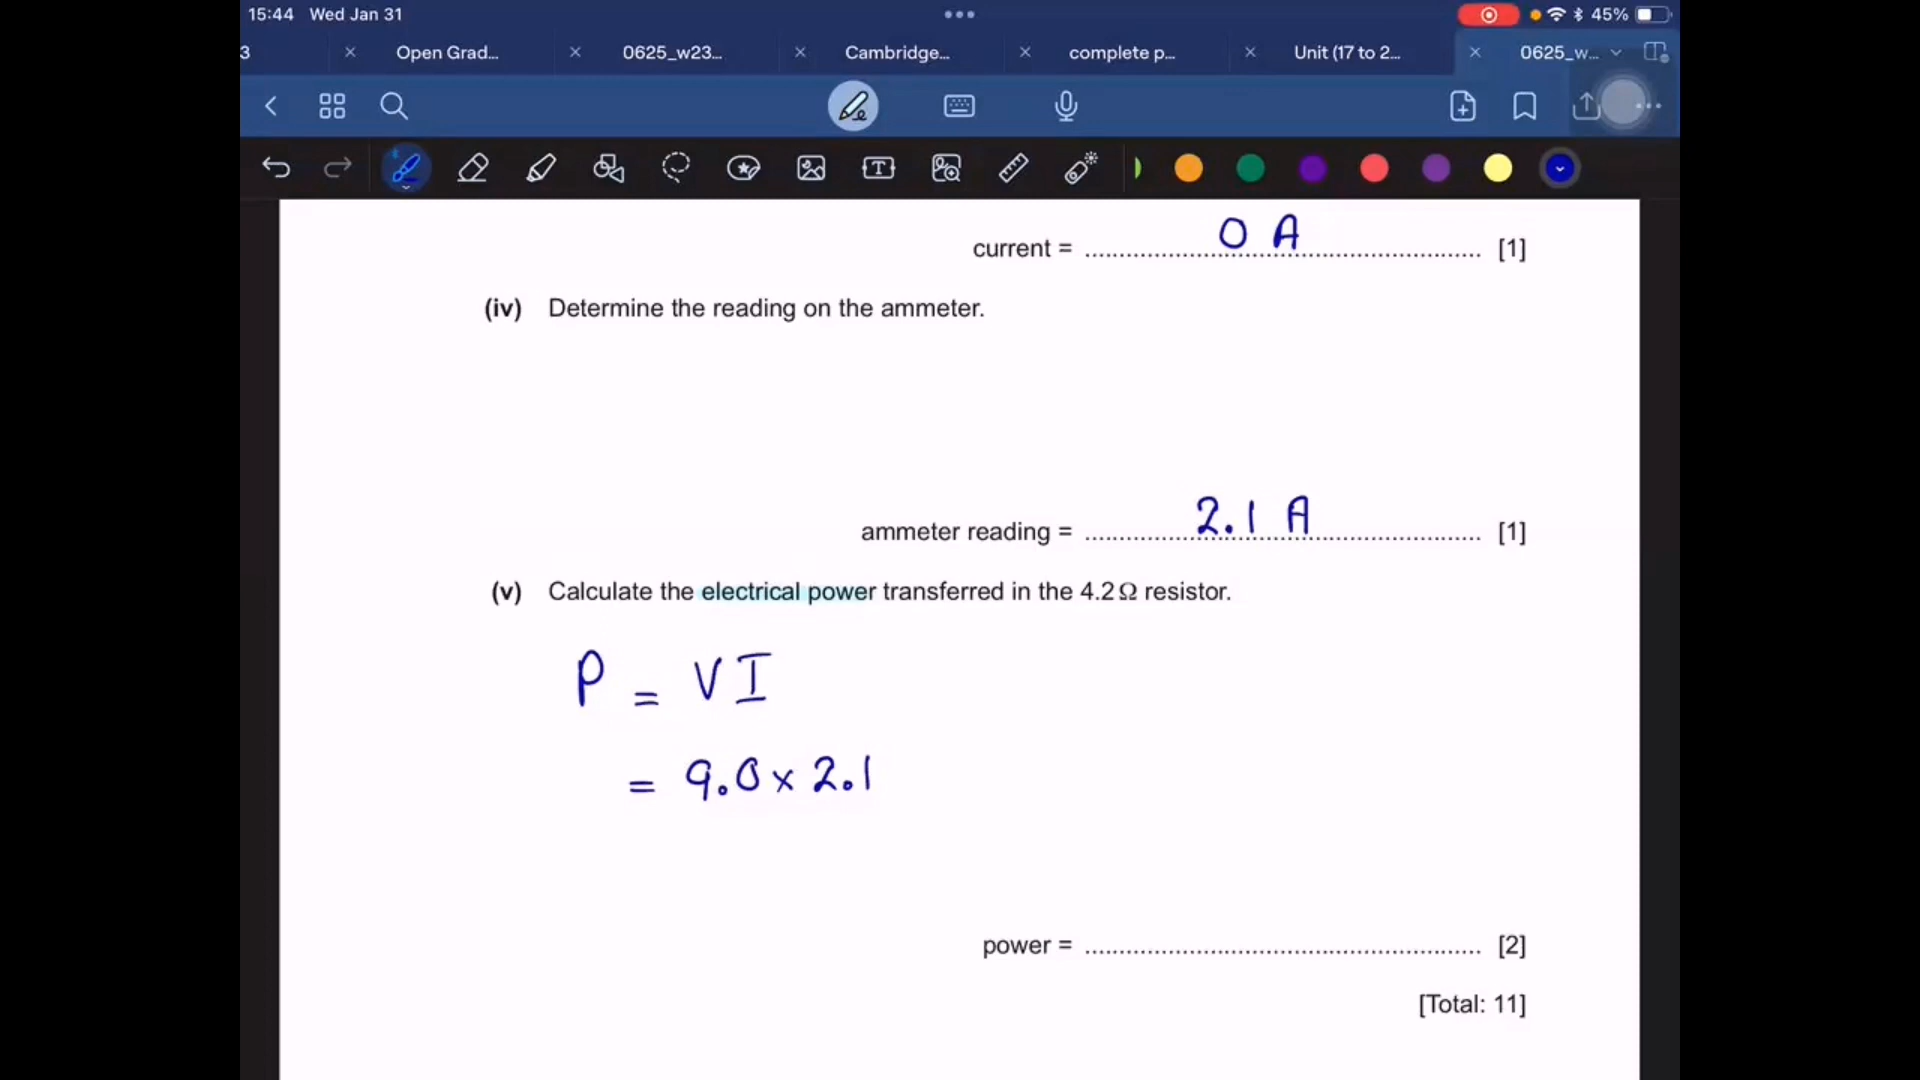 15:44 Wed Jan 31 45%
3 Open Grad... 0625_w23... Cambridge... complete p... Unit (17 to 2... 0625_w...
current = 0 A [1]
(iv) Determine the reading on the ammeter.
ammeter reading = 2.1 A [1]
(v) Calculate the electrical power transferred in the 4.2 Ω resistor.
P = VI
= 9.0 x 2.1
power = [2]
[Total: 11]